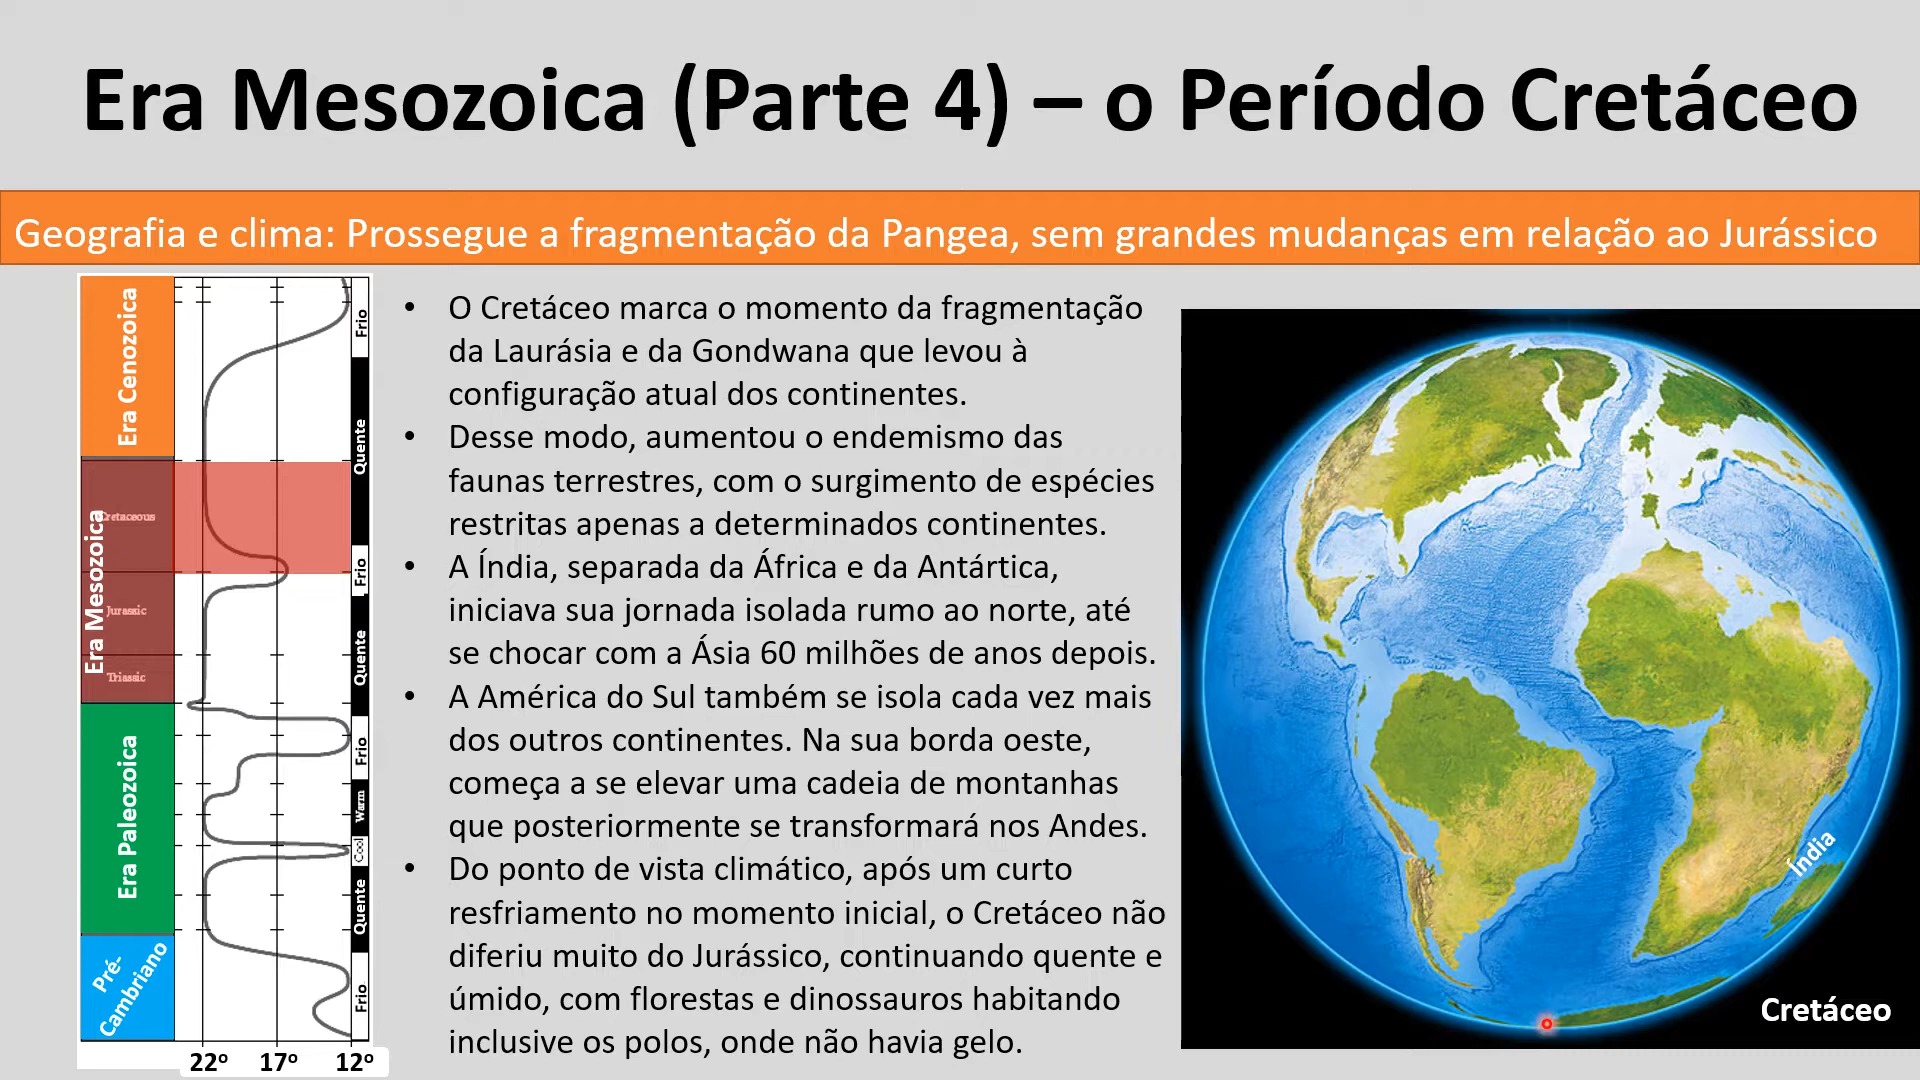 Era Mesozoica (Parte 4) – o Período Cretáceo
Geografia e clima: Prossegue a fragmentação da Pangea, sem grandes mudanças em relação ao Jurássico
Era Cenozoica
Era Mesozoica
Cretaceous
Jurassic
Triassic
Era Paleozoica
Pré-
Cambriano
Frio
Quente
Frio
Quente
Frio
Warm
Cool
Quente
Frio
22º 17º 12º
• O Cretáceo marca o momento da fragmentação
da Laurásia e da Gondwana que levou à
configuração atual dos continentes.
• Desse modo, aumentou o endemismo das
faunas terrestres, com o surgimento de espécies
restritas apenas a determinados continentes.
• A Índia, separada da África e da Antártica,
iniciava sua jornada isolada rumo ao norte, até
se chocar com a Ásia 60 milhões de anos depois.
• A América do Sul também se isola cada vez mais
dos outros continentes. Na sua borda oeste,
começa a se elevar uma cadeia de montanhas
que posteriormente se transformará nos Andes.
• Do ponto de vista climático, após um curto
resfriamento no momento inicial, o Cretáceo não
diferiu muito do Jurássico, continuando quente e
úmido, com florestas e dinossauros habitando
inclusive os polos, onde não havia gelo.
Índia
Cretáceo